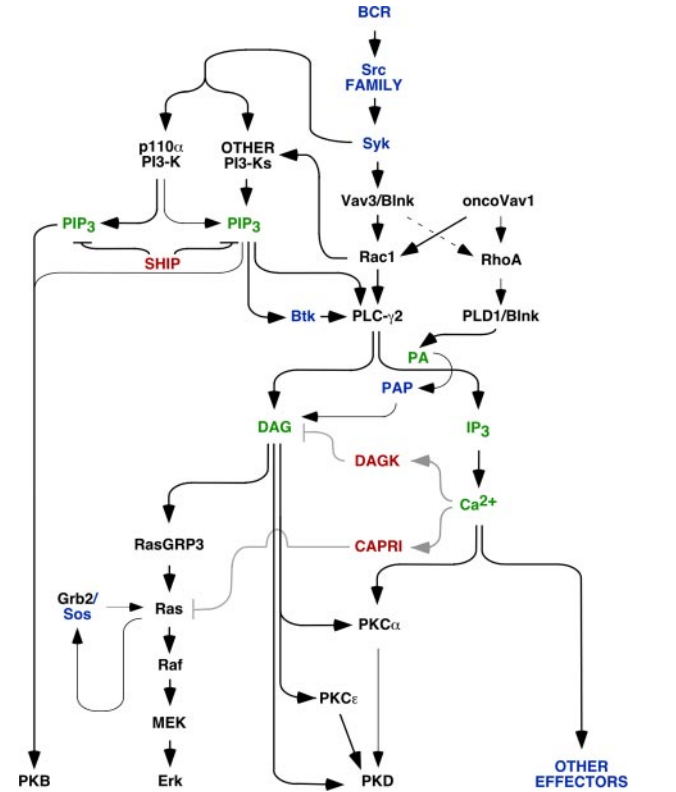 BCR
Src
FAMILY
Syk
p110α
PI3-K
OTHER
PI3-Ks
Vav3/Blnk
oncoVav1
PIP3
PIP3
SHIP
Rac1
RhoA
Btk
PLC-γ2
PLD1/Blnk
PA
PAP
DAG
IP3
DAGK
Ca2+
RasGRP3
CAPRI
Grb2/
Sos
Ras
PKCα
Raf
PKCε
MEK
PKB
Erk
PKD
OTHER
EFFECTORS